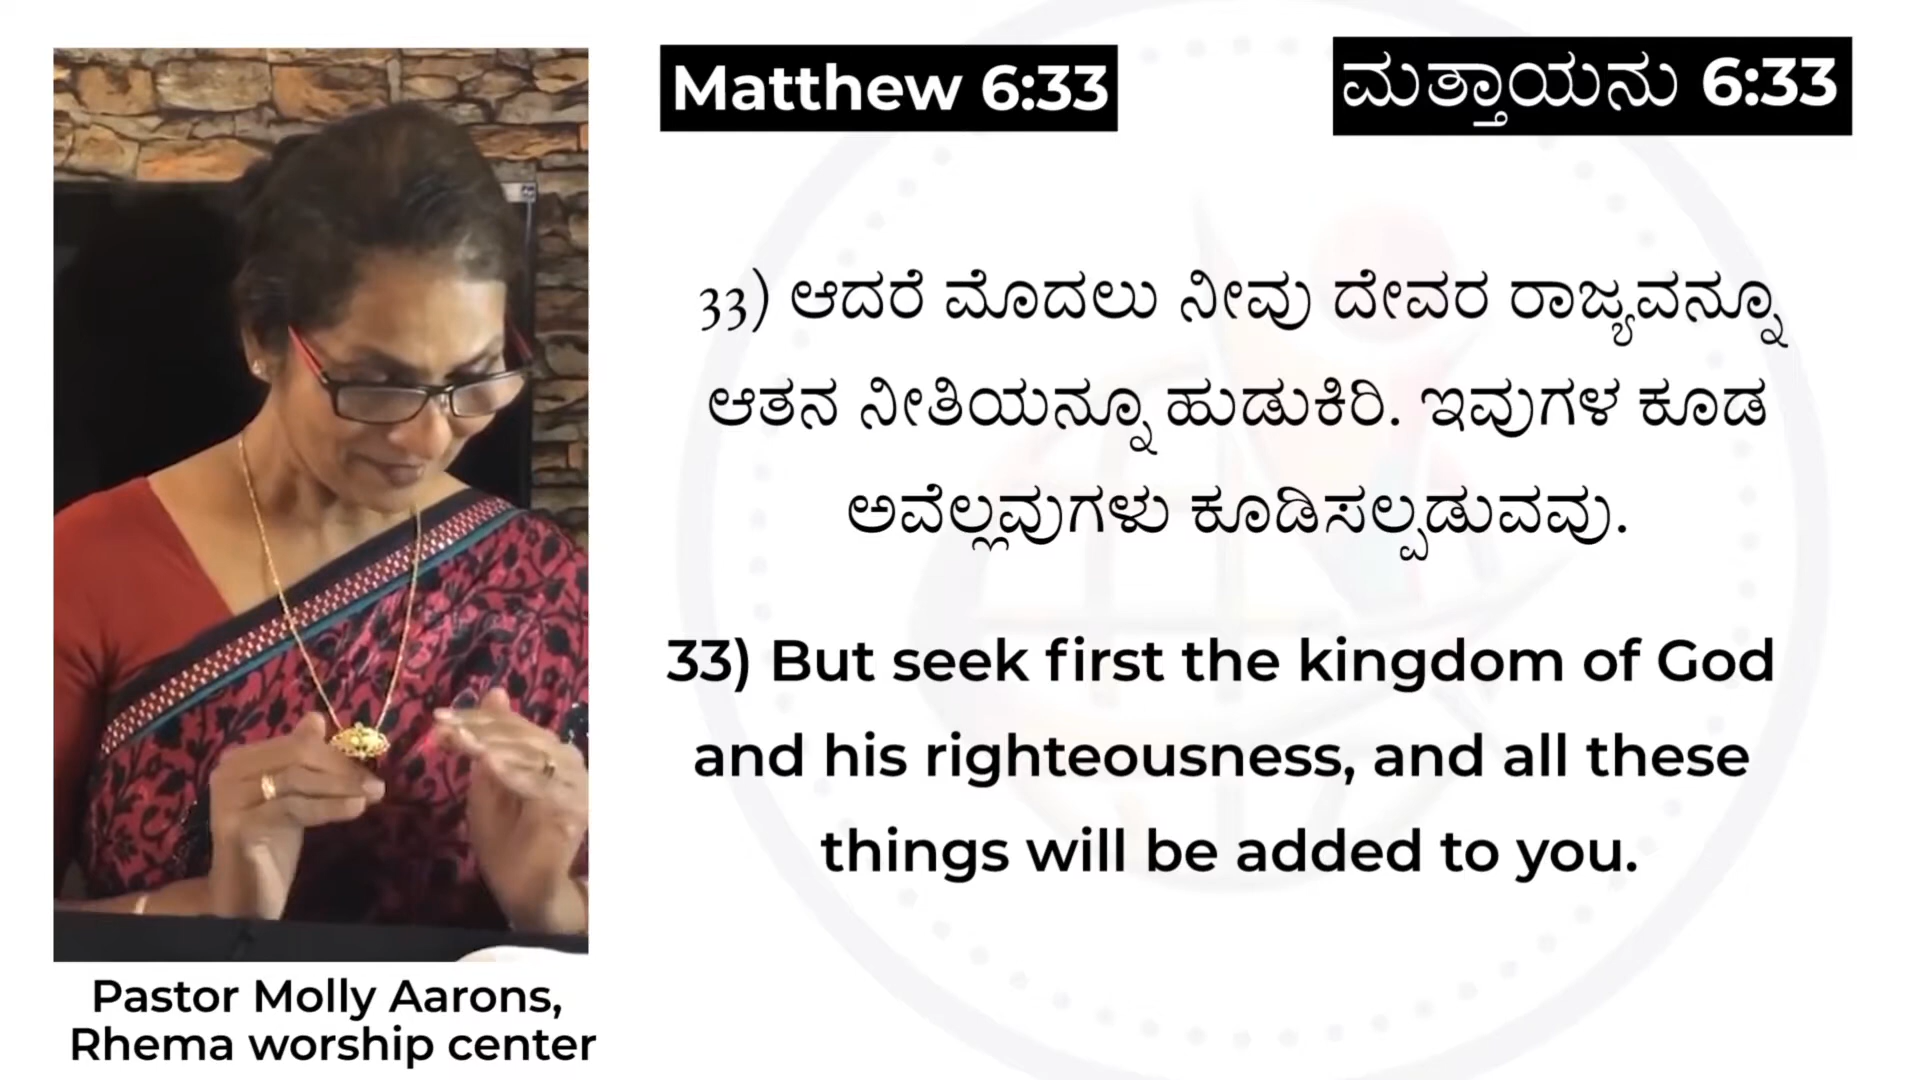 Matthew 6:33
ಮತ್ತಾಯನು 6:33
33) ಆದರೆ ಮೊದಲು ನೀವು ದೇವರ ರಾಜ್ಯವನ್ನೂ
ಆತನ ನೀತಿಯನ್ನೂ ಹುಡುಕಿರಿ. ಇವುಗಳ ಕೂಡ
ಅವೆಲ್ಲವುಗಳು ಕೂಡಿಸಲ್ಪಡುವವು.
33) But seek first the kingdom of God
and his righteousness, and all these
things will be added to you.
Pastor Molly Aarons,
Rhema worship center